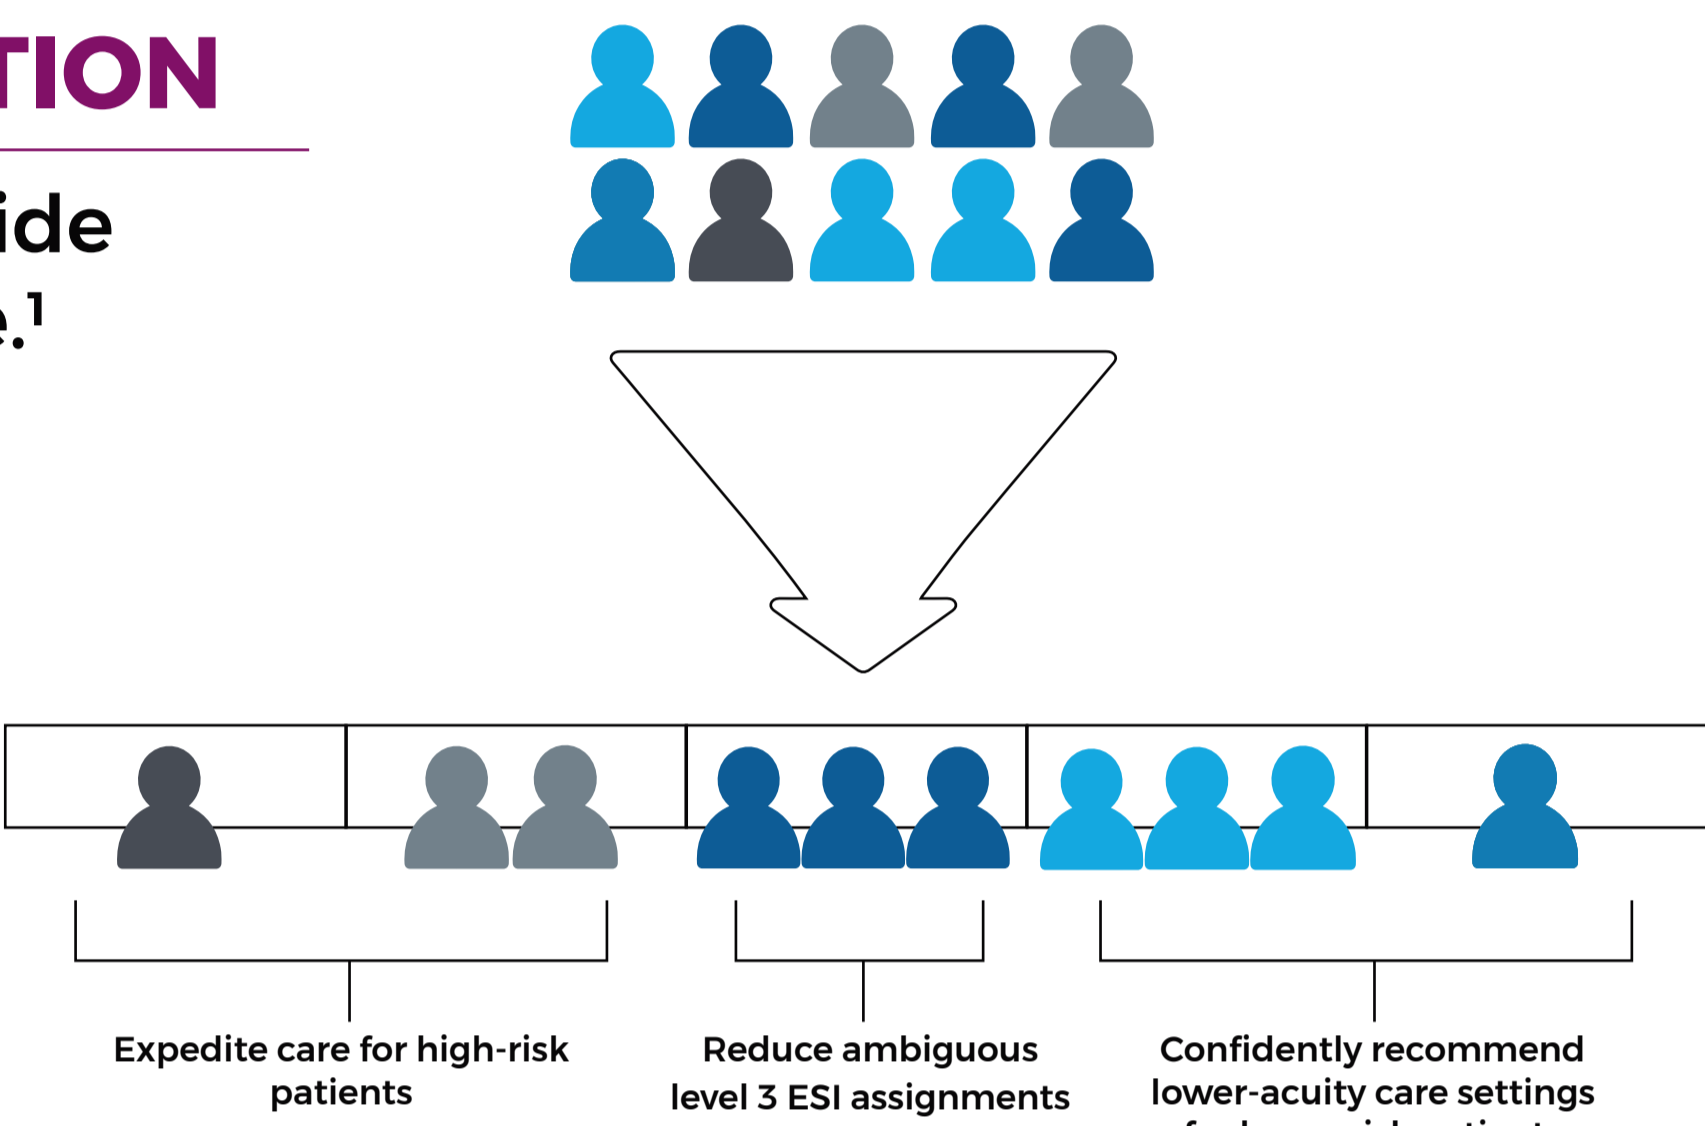 TION
ide
e.¹
Expedite care for high-risk
patients
Reduce ambiguous
level 3 ESI assignments
Confidently recommend
lower-acuity care settings